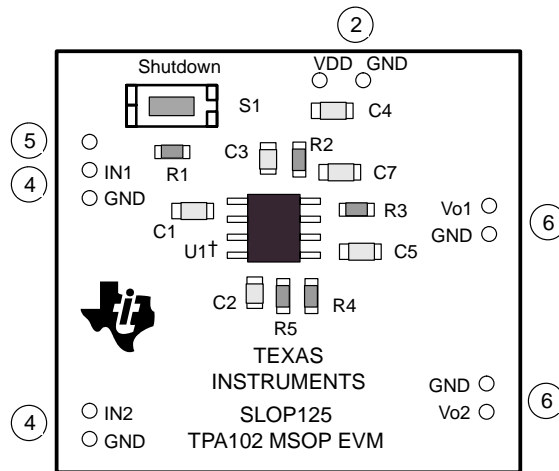 2
Shutdown
VDD GND
S1
C4
5
4
IN1
GND
R1
C3
R2
C7
C1
U1†
R3
C5
Vo1
GND
6
C2
R5
R4
TEXAS
INSTRUMENTS
SLOP125
TPA102 MSOP EVM
4
IN2
GND
GND
Vo2
6